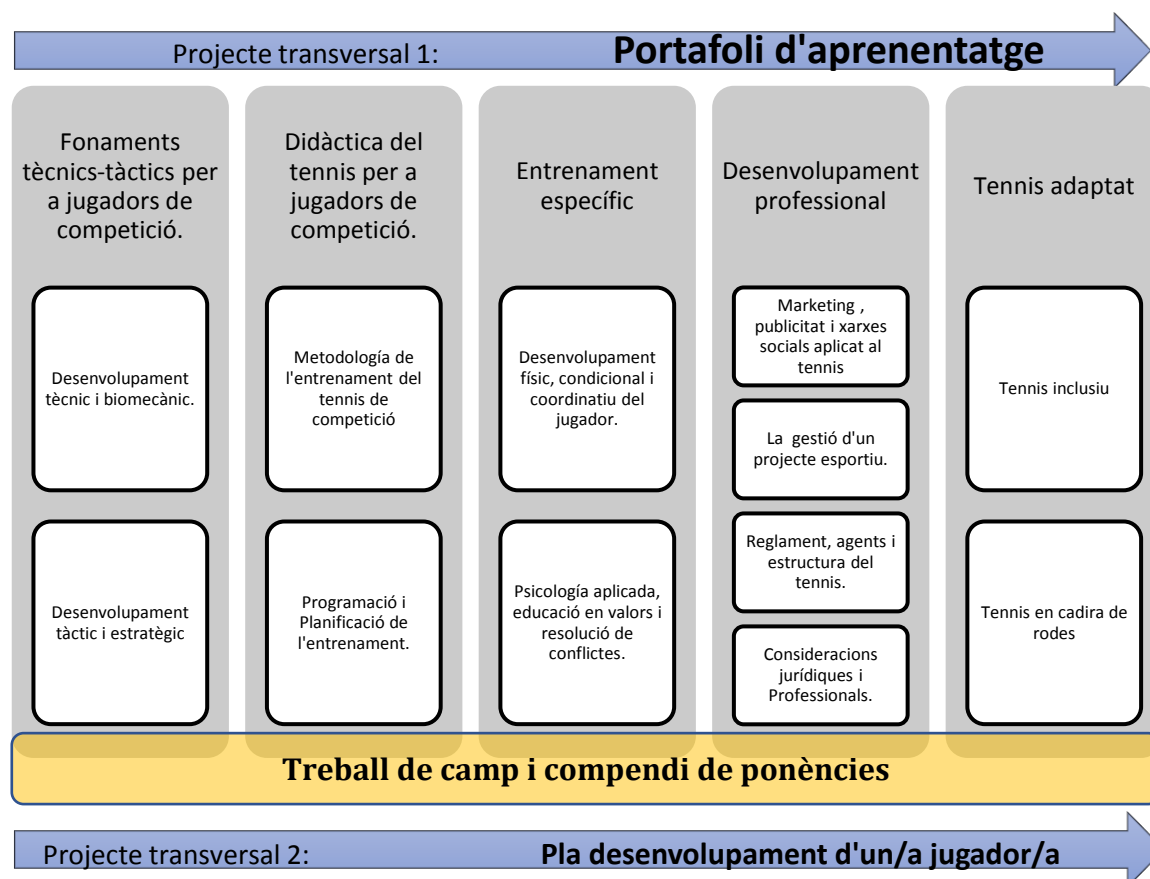 Projecte transversal 1: Portafoli d'aprenentatge
Fonaments
tècnics-tàctics per
a jugadors de
competició.
Desenvolupament
tècnic i biomecànic.
Desenvolupament
tàctic i estratègic
Didàctica del
tennis per a
jugadors de
competició.
Metodología de
l'entrenament del
tennis de
competició
Programació i
Planificació de
l'entrenament.
Entrenament
específic
Desenvolupament
físic, condicional i
coordinatiu del
jugador.
Psicología aplicada,
educació en valors i
resolució de
conflictes.
Desenvolupament
professional
Marketing ,
publicitat i xarxes
socials aplicat al
tennis
La gestió d'un
projecte esportiu.
Reglament, agents i
estructura del
tennis.
Consideracions
jurídiques i
Professionals.
Tennis adaptat
Tennis inclusiu
Tennis en cadira de
rodes
Treball de camp i compendi de ponències
Projecte transversal 2: Pla desenvolupament d'un/a jugador/a